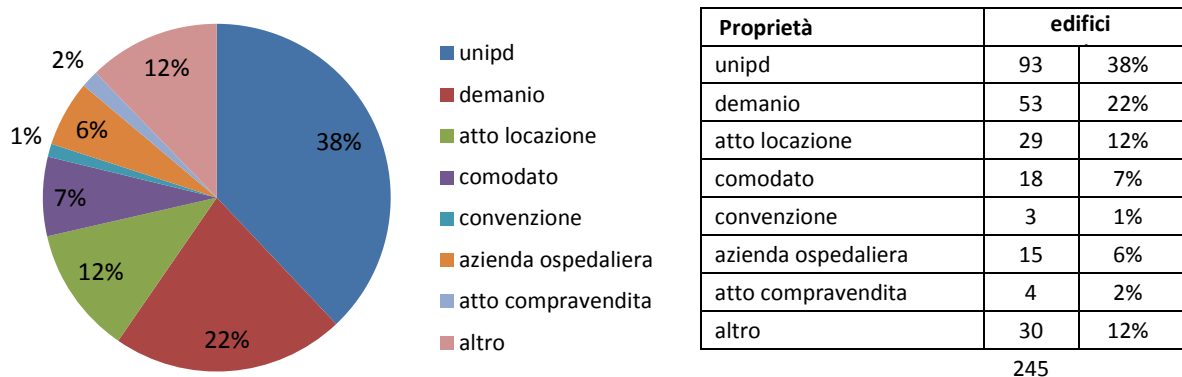 38%
22%
12%
7%
1%
6%
2%
12%
unipd
demanio
atto locazione
comodato
convenzione
azienda ospedaliera
atto compravendita
altro
Proprietà edifici
unipd 93 38%
demanio 53 22%
atto locazione 29 12%
comodato 18 7%
convenzione 3 1%
azienda ospedaliera 15 6%
atto compravendita 4 2%
altro 30 12%
245